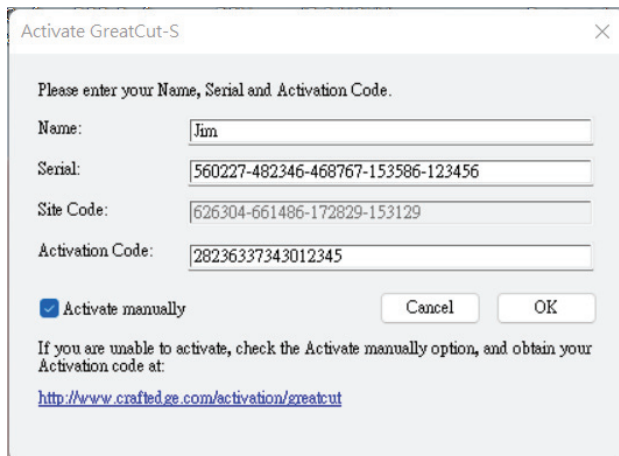 Activate GreatCut-S
Please enter your Name, Serial and Activation Code.
Name: Jim
Serial: 560227-482346-468767-153586-123456
Site Code: 626304-661486-172829-153129
Activation Code: 28236337343012345
Activate manually Cancel OK
If you are unable to activate, check the Activate manually option, and obtain your
Activation code at:
http://www.craftedge.com/activation/greatcut